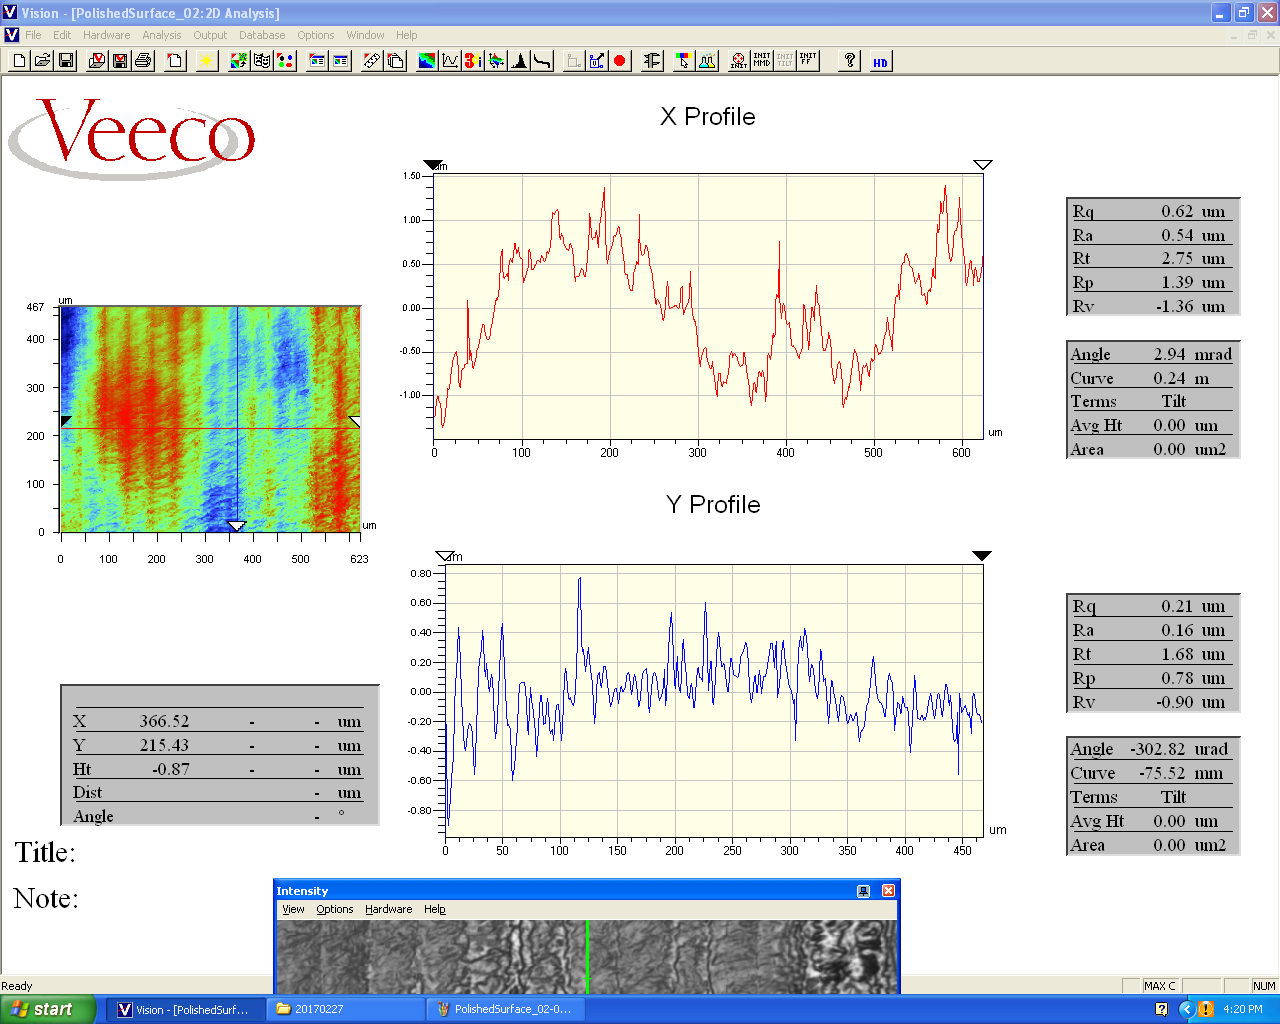 Vision - [PolishedSurface_02:2D Analysis]
File Edit Hardware Analysis Output Database Options Window Help
INIT INIT MMD INIT TILT INIT FF ? HD
Veeco
X Profile
um
1.50
1.00
0.50
0.00
-0.50
-1.00
0 100 200 300 400 500 600 um
Rq 0.62 um
Ra 0.54 um
Rt 2.75 um
Rp 1.39 um
Rv -1.36 um
Angle 2.94 mrad
Curve 0.24 m
Terms Tilt
Avg Ht 0.00 um
Area 0.00 um2
um
467
400
300
200
100
0
um
0 100 200 300 400 500 623
Y Profile
um
0.80
0.60
0.40
0.20
0.00
-0.20
-0.40
-0.60
-0.80
0 50 100 150 200 250 300 350 400 450 um
Rq 0.21 um
Ra 0.16 um
Rt 1.68 um
Rp 0.78 um
Rv -0.90 um
Angle -302.82 urad
Curve -75.52 mm
Terms Tilt
Avg Ht 0.00 um
Area 0.00 um2
X 366.52 - - um
Y 215.43 - - um
Ht -0.87 - - um
Dist - um
Angle - °
Title:
Note:
Intensity
View Options Hardware Help
Ready MAX C NUM
start Vision - [PolishedSurf... 20170227 PolishedSurface_02-0... 4:20 PM